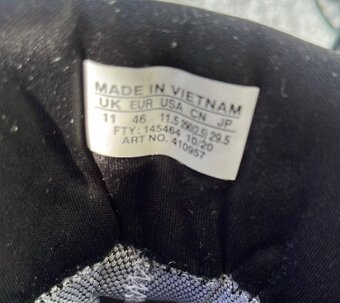 MADE IN VIETNAM
UK EUR USA CN JP
11 46 11.5 290(2.5) 29.5
FTY: 145464 10/20
ART NO. 410957